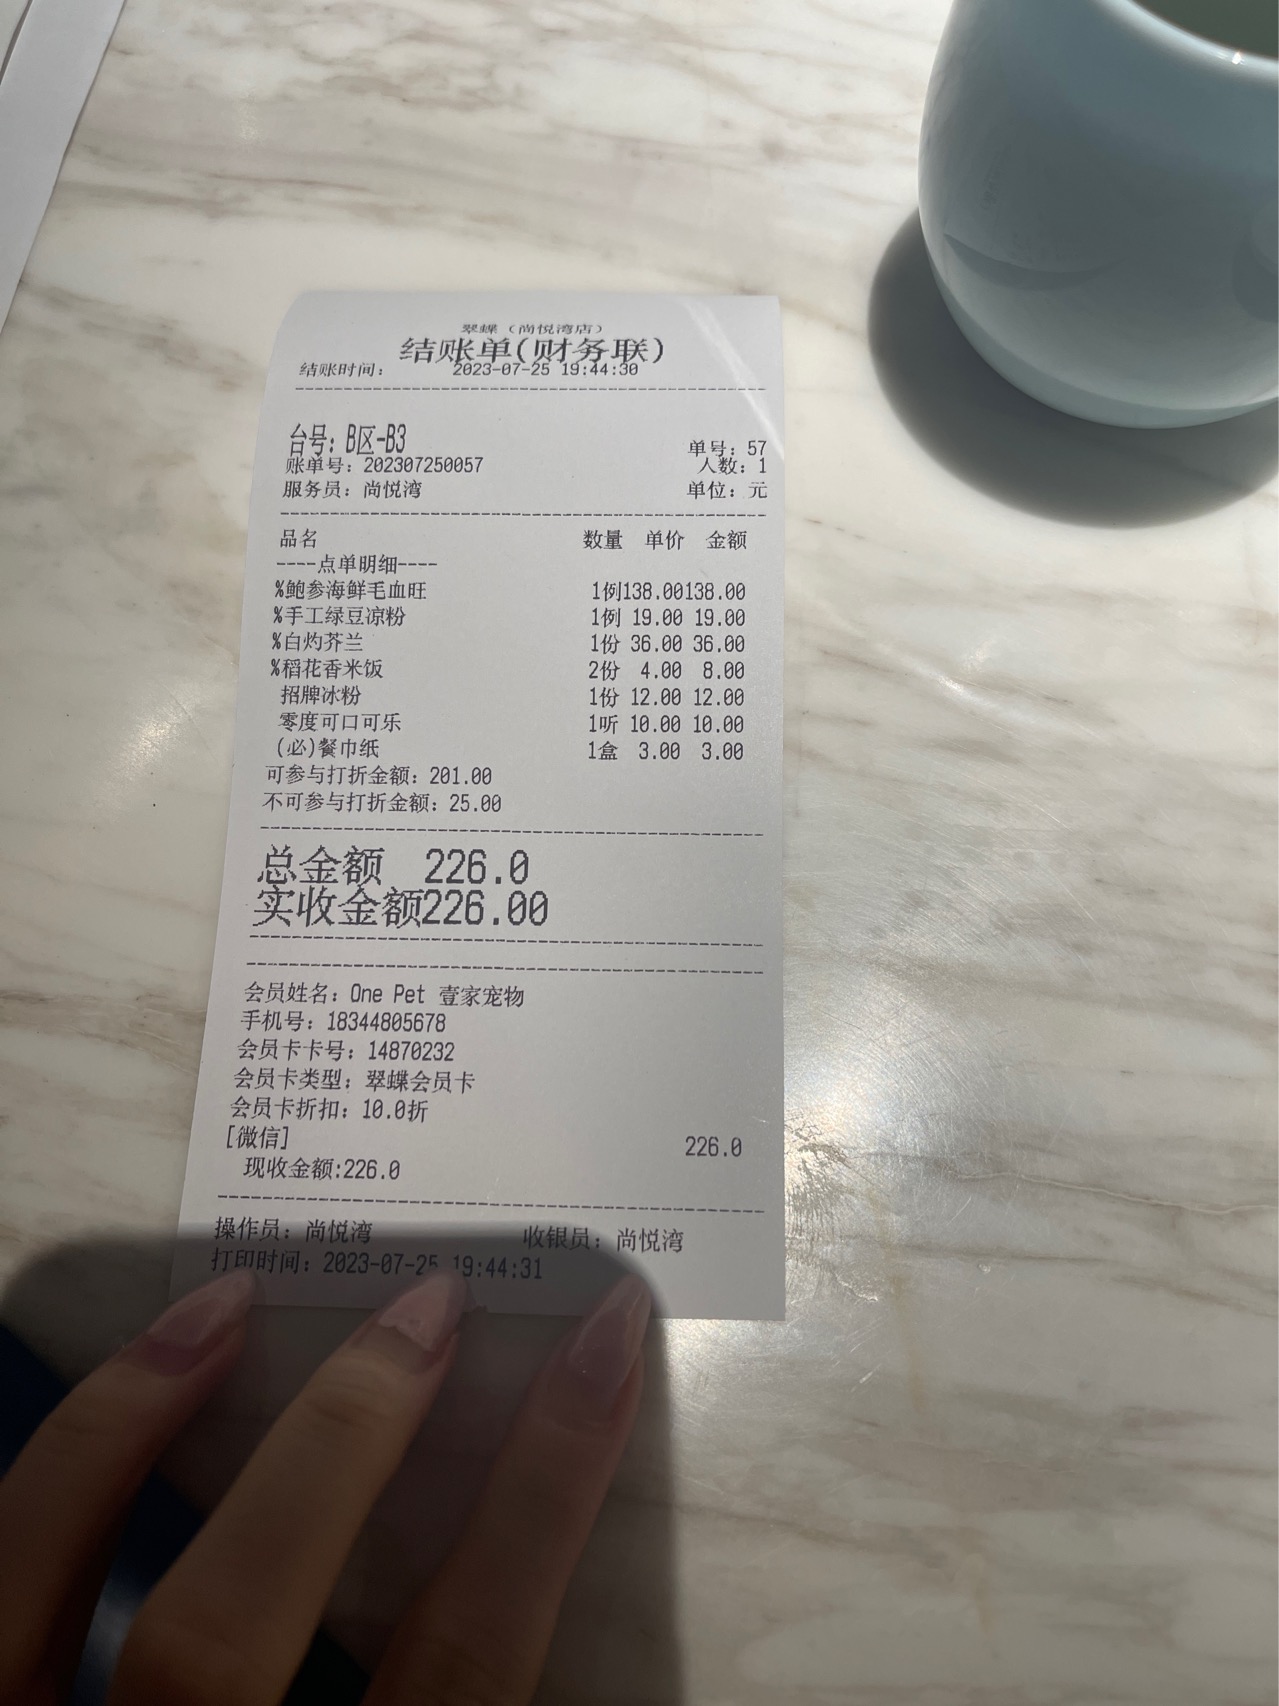 翠蝶（尚悦湾店）
结账单(财务联)
结账时间： 2023-07-25 19:44:30
台号：B区-B3
单号：57
账单号：202307250057 人数：1
服务员：尚悦湾 单位：元
品名 数量 单价 金额
----点单明细----
%鲍参海鲜毛血旺 1例138.00138.00
%手工绿豆凉粉 1例 19.00 19.00
%白灼芥兰 1份 36.00 36.00
%稻花香米饭 2份 4.00 8.00
招牌冰粉 1份 12.00 12.00
零度可口可乐 1听 10.00 10.00
(必)餐巾纸 1盒 3.00 3.00
可参与打折金额：201.00
不可参与打折金额：25.00
总金额 226.0
实收金额226.00
会员姓名：One Pet 壹家宠物
手机号：18344805678
会员卡卡号：14870232
会员卡类型：翠蝶会员卡
会员卡折扣：10.0折
[微信] 226.0
现收金额:226.0
操作员：尚悦湾 收银员：尚悦湾
打印时间：2023-07-25 19:44:31